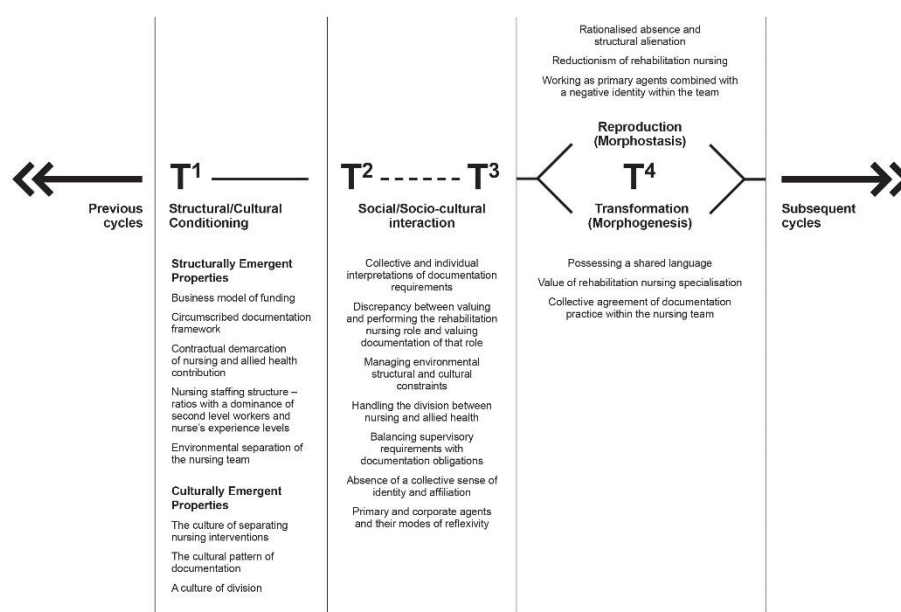 Previous
cycles
T1
Structural/Cultural
Conditioning
Structurally Emergent
Properties
Business model of funding
Circumscribed documentation
framework
Contractual demarcation
of nursing and allied health
contribution
Nursing staffing structure –
ratios with a dominance of
second level workers and
nurse's experience levels
Environmental separation of
the nursing team
Culturally Emergent
Properties
The culture of separating
nursing interventions
The cultural pattern of
documentation
A culture of division
T2
T3
Social/Socio-cultural
interaction
Collective and individual
interpretations of documentation
requirements
Discrepancy between valuing
and performing the rehabilitation
nursing role and valuing
documentation of that role
Managing environmental
structural and cultural
constraints
Handling the division between
nursing and allied health
Balancing supervisory
requirements with
documentation obligations
Absence of a collective sense of
identity and affiliation
Primary and corporate agents
and their modes of reflexivity
Rationalised absence and
structural alienation
Reductionism of rehabilitation nursing
Working as primary agents combined with
a negative identity within the team
Reproduction
(Morphostasis)
T4
Transformation
(Morphogenesis)
Possessing a shared language
Value of rehabilitation nursing specialisation
Collective agreement of documentation
practice within the nursing team
Subsequent
cycles